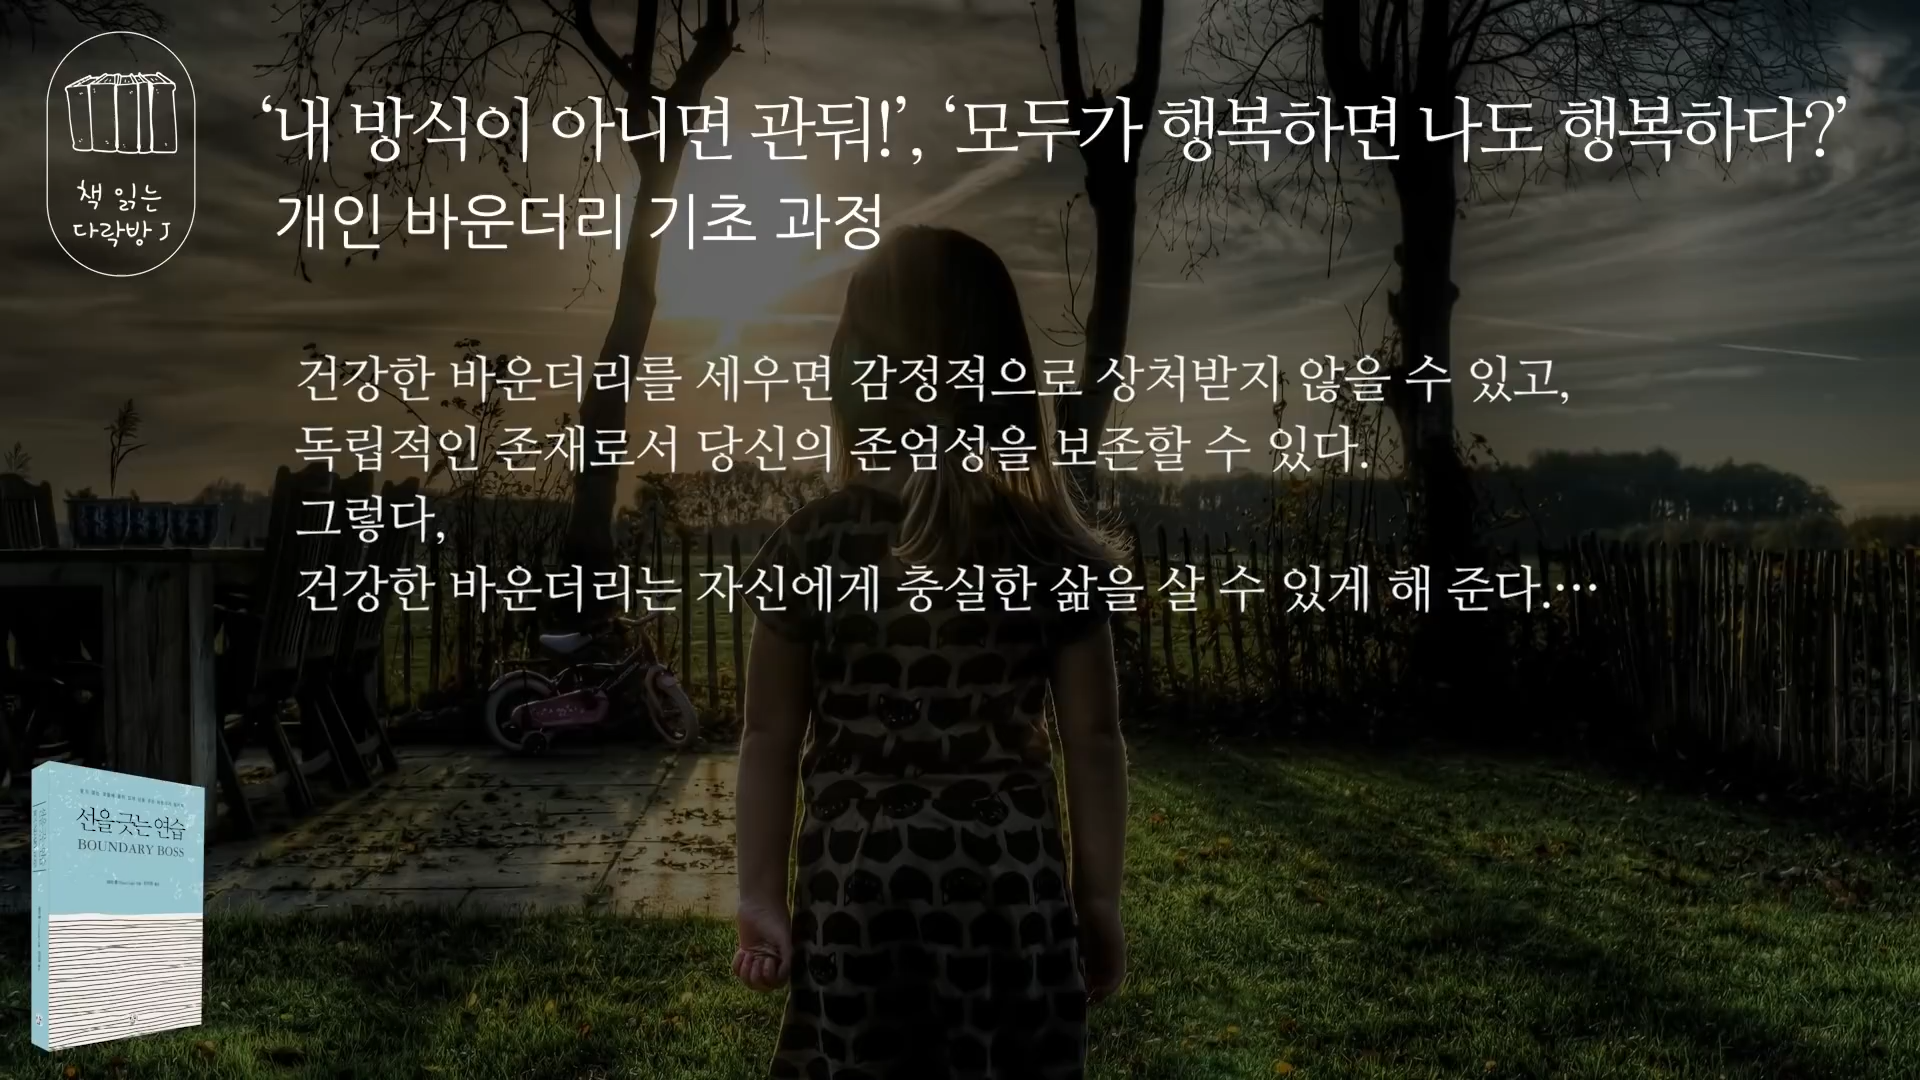 책 읽는
다락방 J
‘내 방식이 아니면 관둬!’, ‘모두가 행복하면 나도 행복하다?’
개인 바운더리 기초 과정
건강한 바운더리를 세우면 감정적으로 상처받지 않을 수 있고,
독립적인 존재로서 당신의 존엄성을 보존할 수 있다.
그렇다,
건강한 바운더리는 자신에게 충실한 삶을 살 수 있게 해 준다.…
선을 긋는 연습
BOUNDARY BOSS